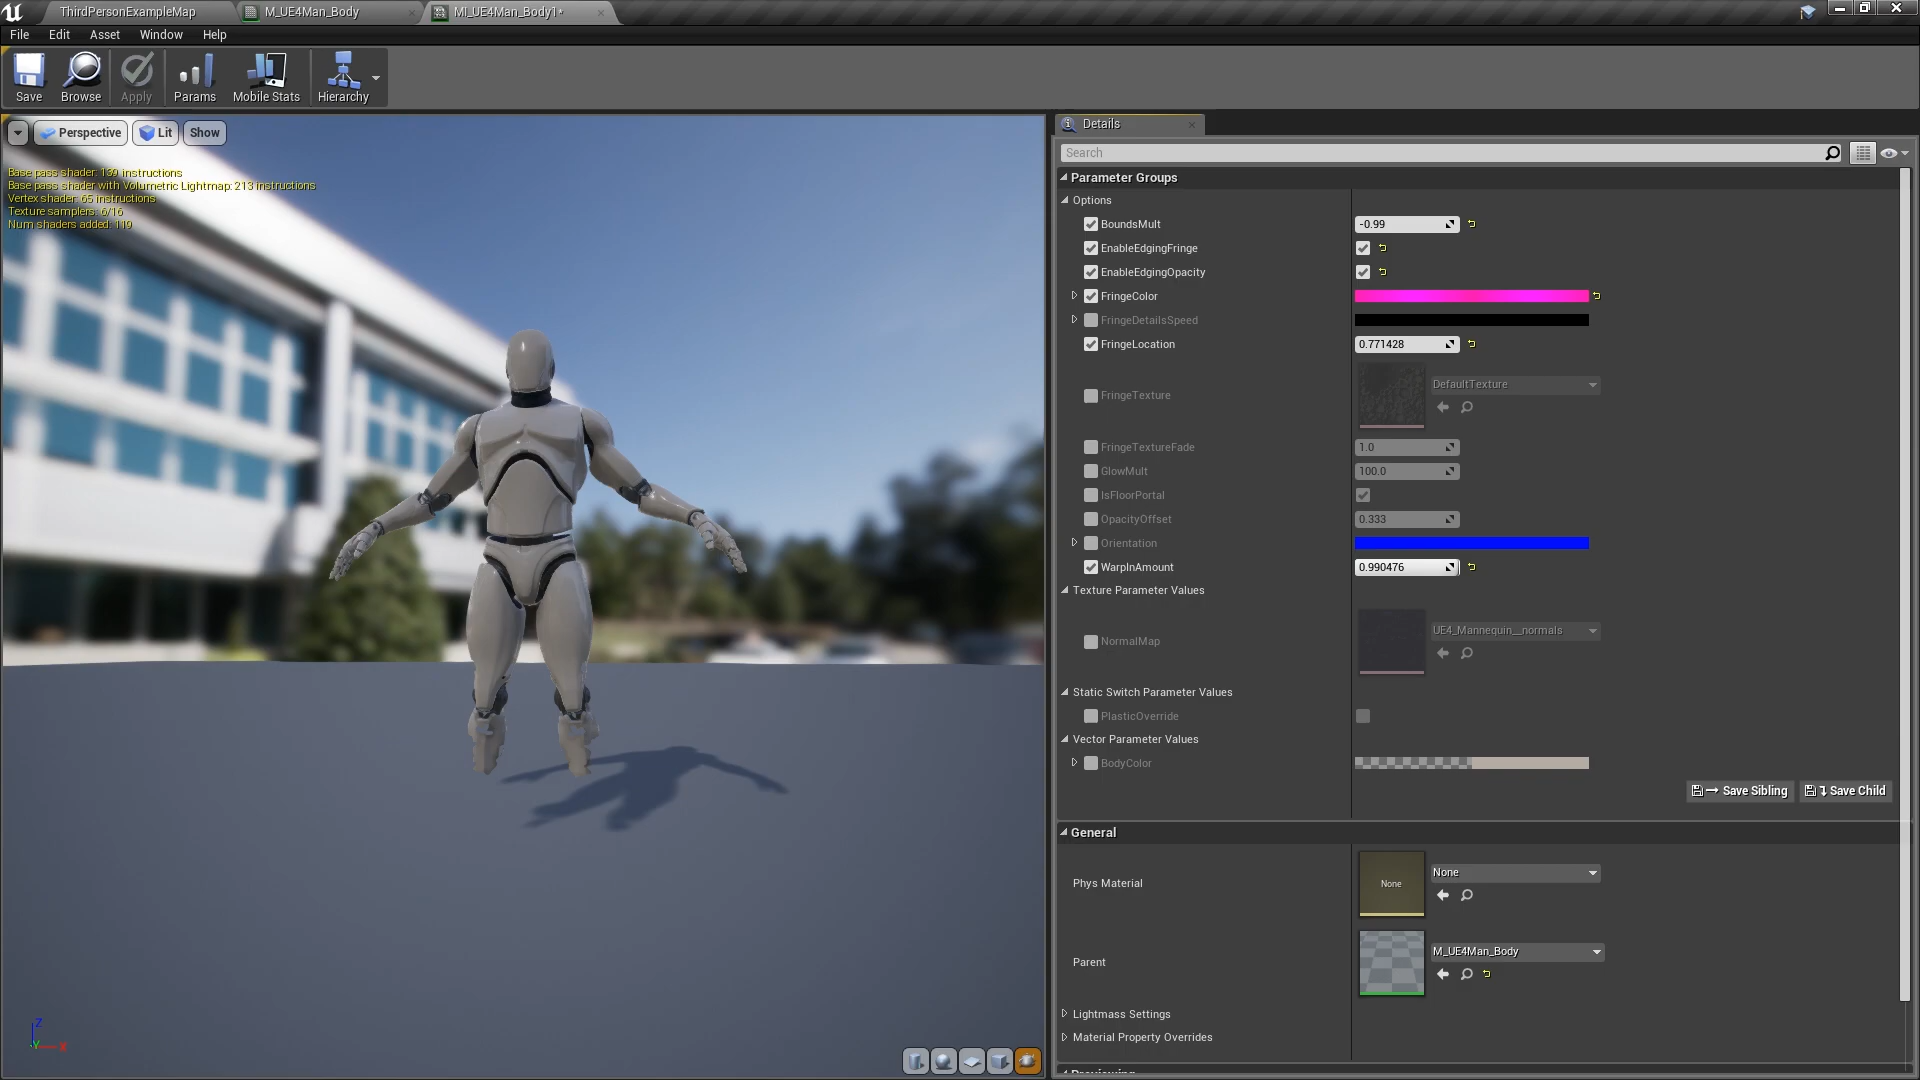 ThirdPersonExampleMap
M_UE4Man_Body
MI_UE4Man_Body1*
File Edit Asset Window Help
Save Browse Apply Params Mobile Stats Hierarchy
Perspective Lit Show
Base pass shader: 139 instructions
Base pass shader with Volumetric Lightmap: 213 instructions
Vertex shader: 65 instructions
Texture samplers: 6/16
Num shaders added: 119
Z
Y X
Details
Search
Parameter Groups
Options
BoundsMult -0.99
EnableEdgingFringe
EnableEdgingOpacity
FringeColor
FringeDetailsSpeed
FringeLocation 0.771428
FringeTexture DefaultTexture
FringeTextureFade 1.0
GlowMult 100.0
IsFloorPortal
OpacityOffset 0.333
Orientation
WarpInAmount 0.990476
Texture Parameter Values
NormalMap UE4_Mannequin__normals
Static Switch Parameter Values
PlasticOverride
Vector Parameter Values
BodyColor
Save Sibling Save Child
General
Phys Material None None
Parent M_UE4Man_Body
Lightmass Settings
Material Property Overrides
Previewing